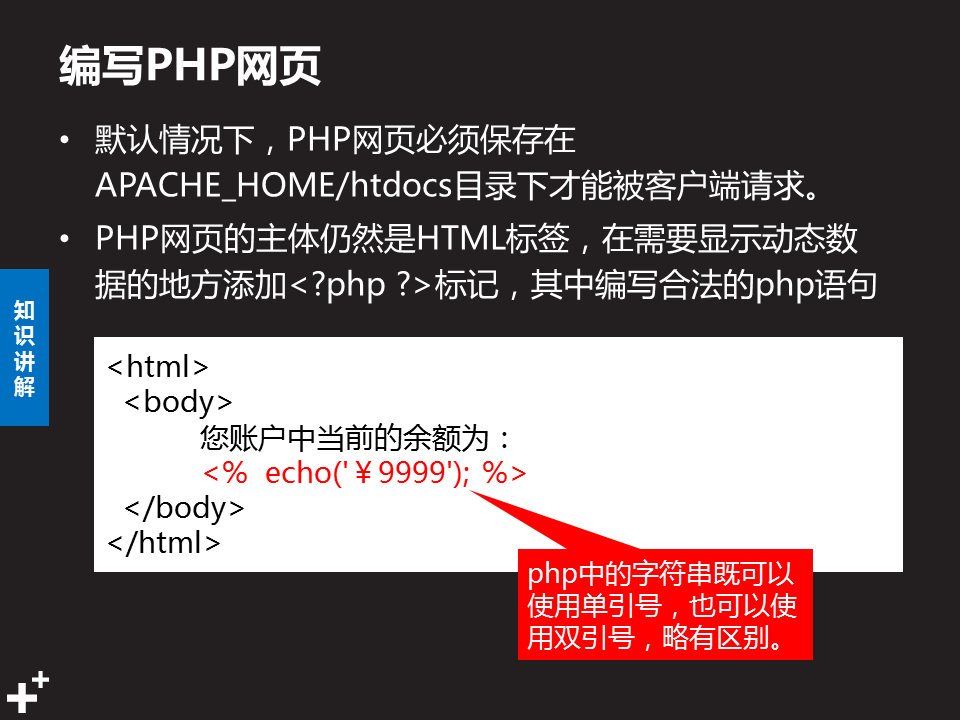 编写PHP网页
• 默认情况下，PHP网页必须保存在
APACHE_HOME/htdocs目录下才能被客户端请求。
• PHP网页的主体仍然是HTML标签，在需要显示动态数
据的地方添加<?php ?>标记，其中编写合法的php语句
知
识
讲
解
<html>
<body>
您账户中当前的余额为：
<% echo('￥9999'); %>
</body>
</html>
php中的字符串既可以
使用单引号，也可以使
用双引号，略有区别。